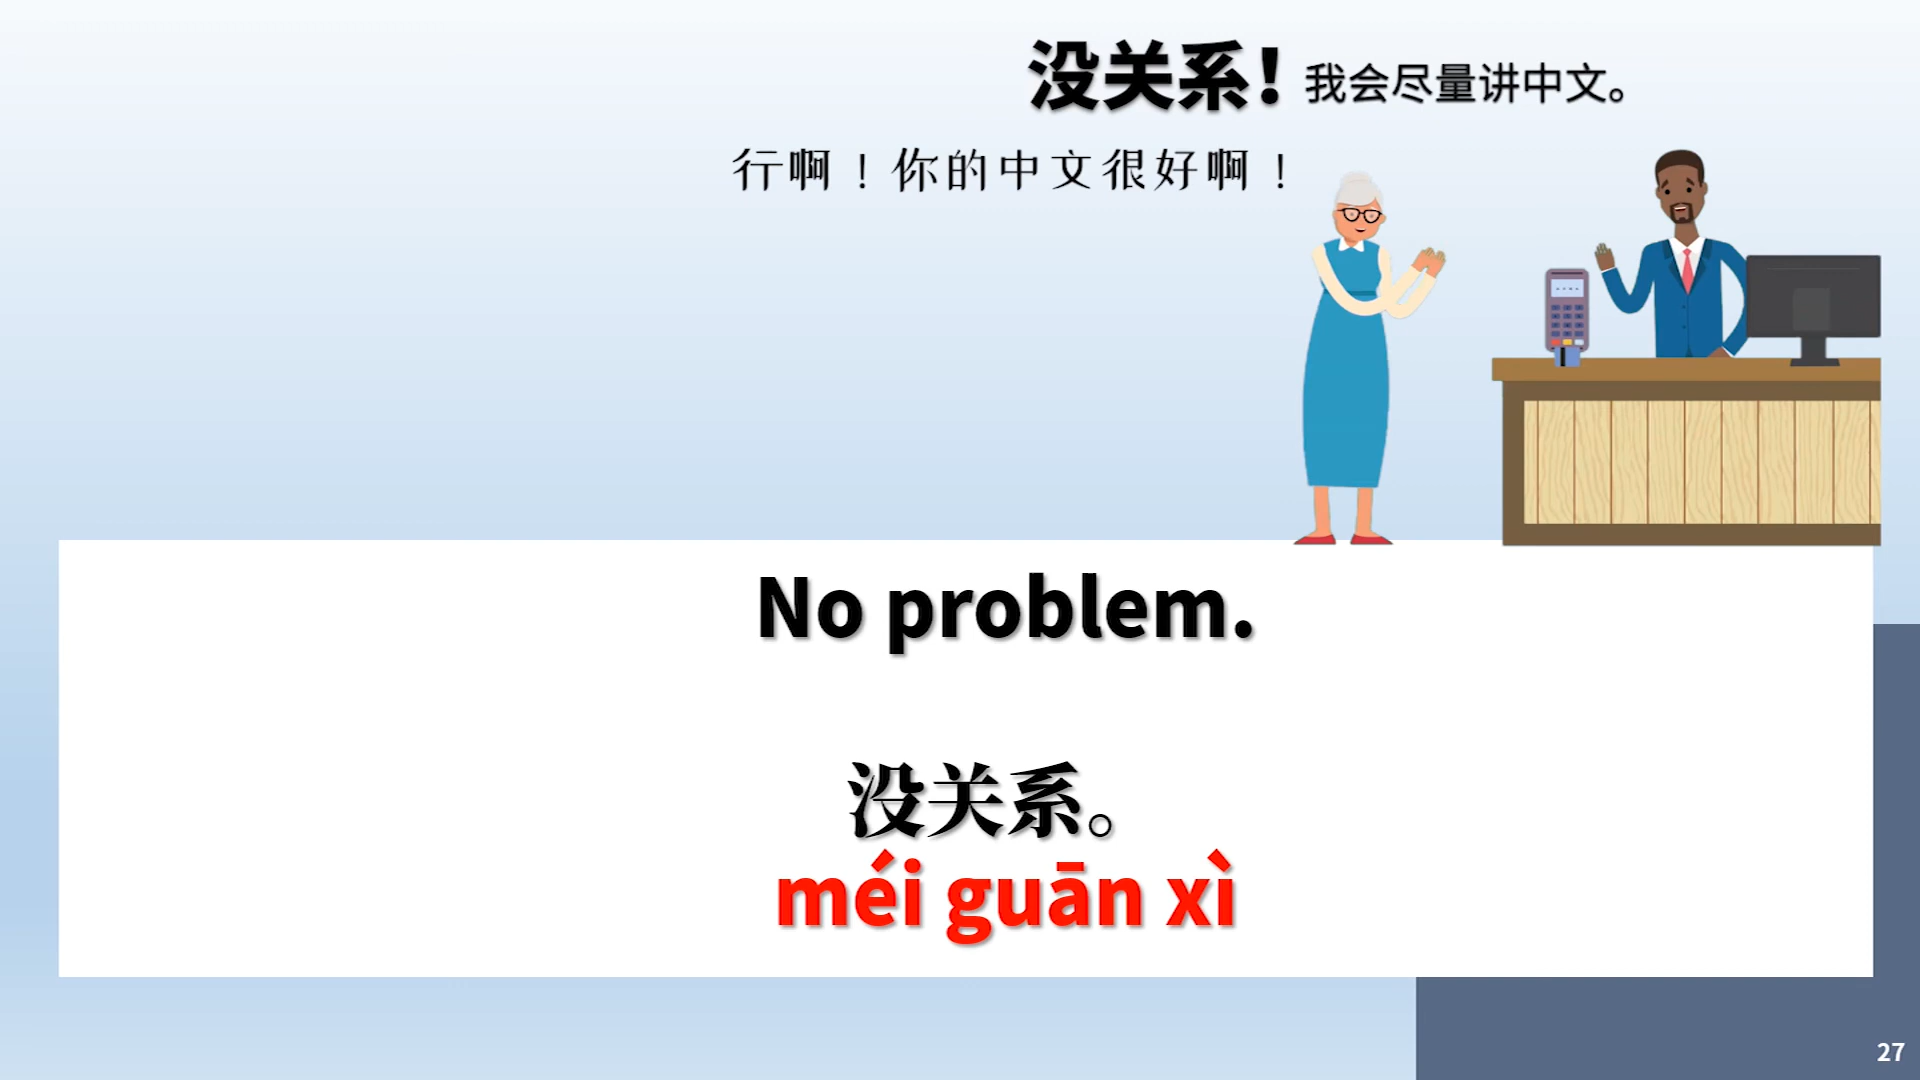 没关系！我会尽量讲中文。
行啊！你的中文很好啊！
No problem.
没关系。
méi guān xì
27